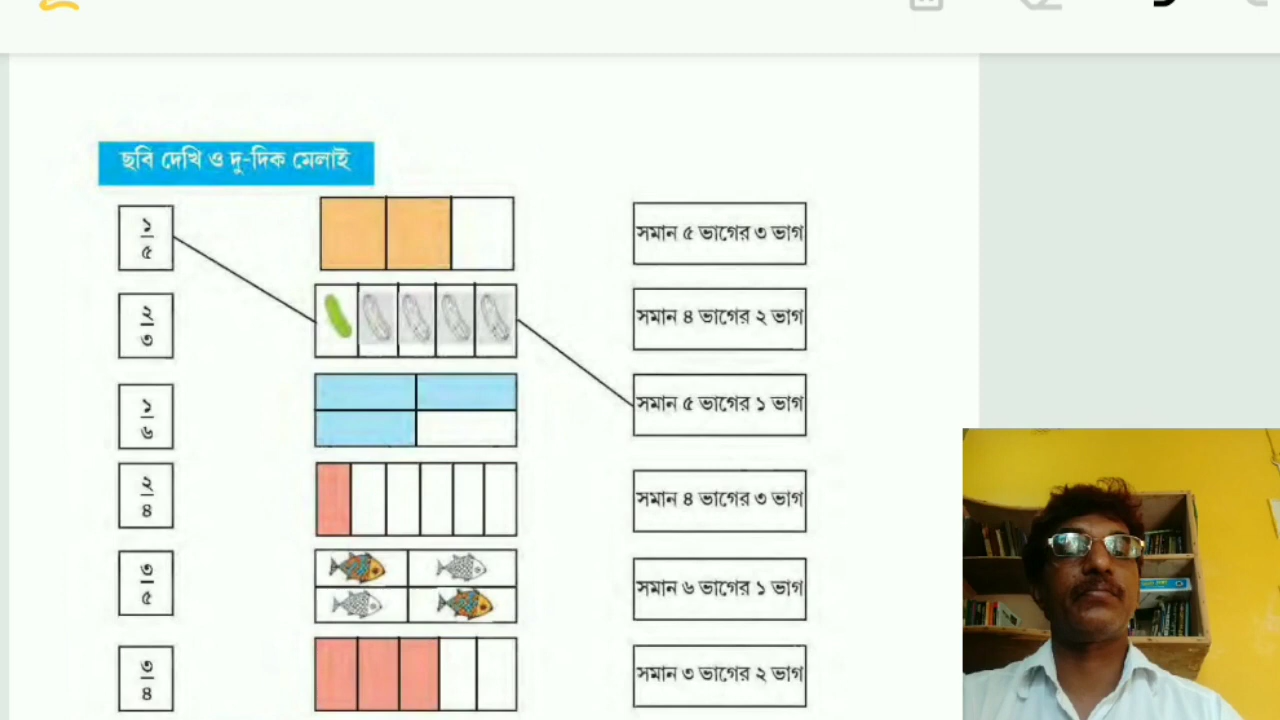 ছবি দেখি ও দু-দিক মেলাই
১
৫
সমান ৫ ভাগের ৩ ভাগ
২
৩
সমান ৪ ভাগের ২ ভাগ
১
৬
সমান ৫ ভাগের ১ ভাগ
২
৪
সমান ৪ ভাগের ৩ ভাগ
৩
৫
সমান ৬ ভাগের ১ ভাগ
৩
৪
সমান ৩ ভাগের ২ ভাগ